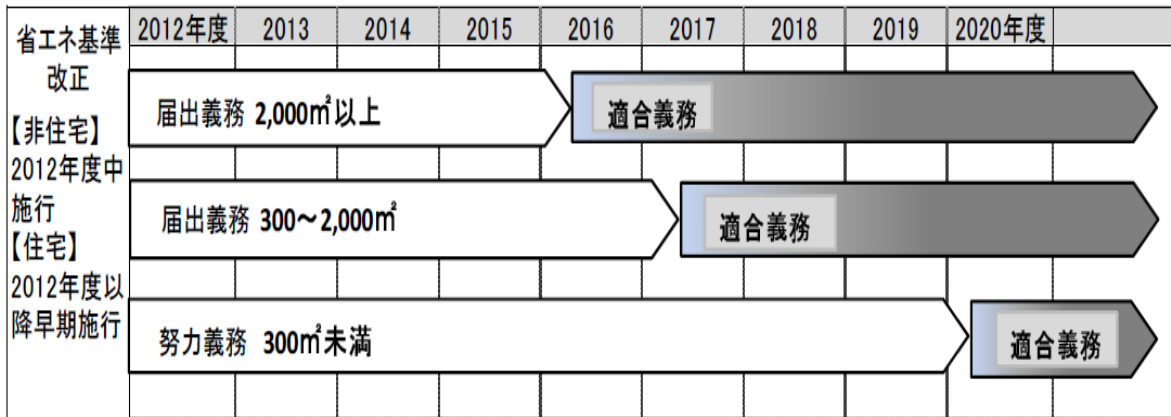 省エネ基準
改正
【非住宅】
2012年度中
施行
【住宅】
2012年度以
降早期施行
2012年度 2013 2014 2015 2016 2017 2018 2019 2020年度
届出義務 2,000㎡以上 適合義務
届出義務 300～2,000㎡ 適合義務
努力義務 300㎡未満 適合義務